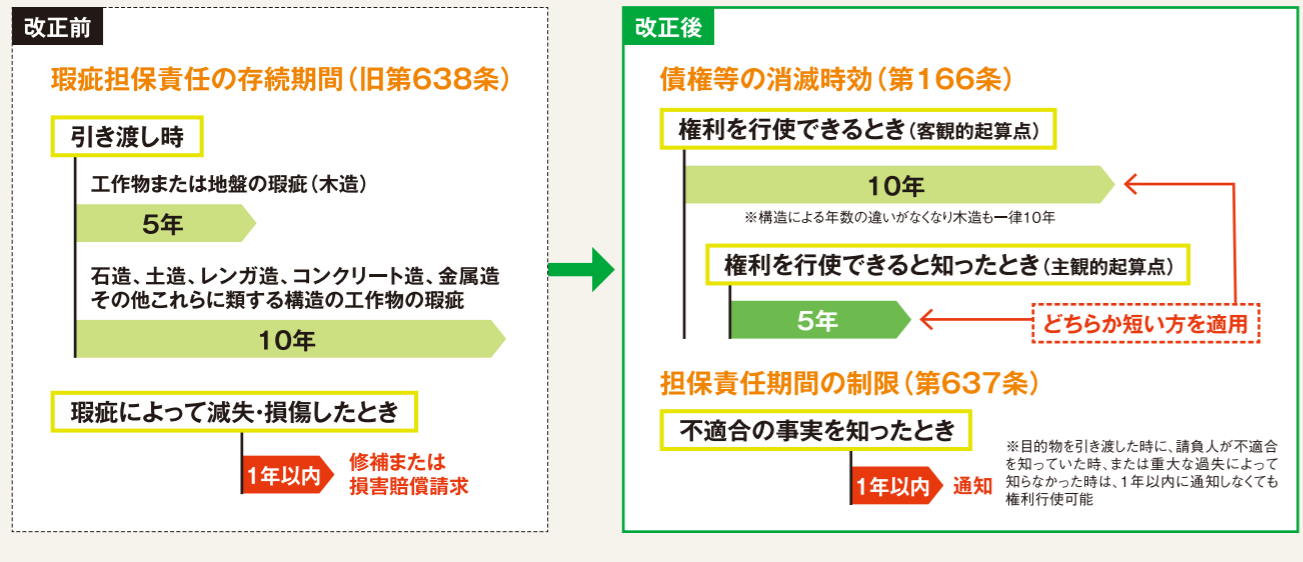 改正前
瑕疵担保責任の存続期間（旧第638条）
引き渡し時
工作物または地盤の瑕疵（木造）
5年
石造、土造、レンガ造、コンクリート造、金属造
その他これらに類する構造の工作物の瑕疵
10年
瑕疵によって滅失・損傷したとき
1年以内
修補または
損害賠償請求
改正後
債権等の消滅時効（第166条）
権利を行使できるとき（客観的起算点）
10年
※構造による年数の違いがなくなり木造も一律10年
権利を行使できると知ったとき（主観的起算点）
5年
どちらか短い方を適用
担保責任期間の制限（第637条）
不適合の事実を知ったとき
1年以内
通知
※目的物を引き渡した時に、請負人が不適合
を知っていた時、または重大な過失によって
知らなかった時は、1年以内に通知しなくても
権利行使可能